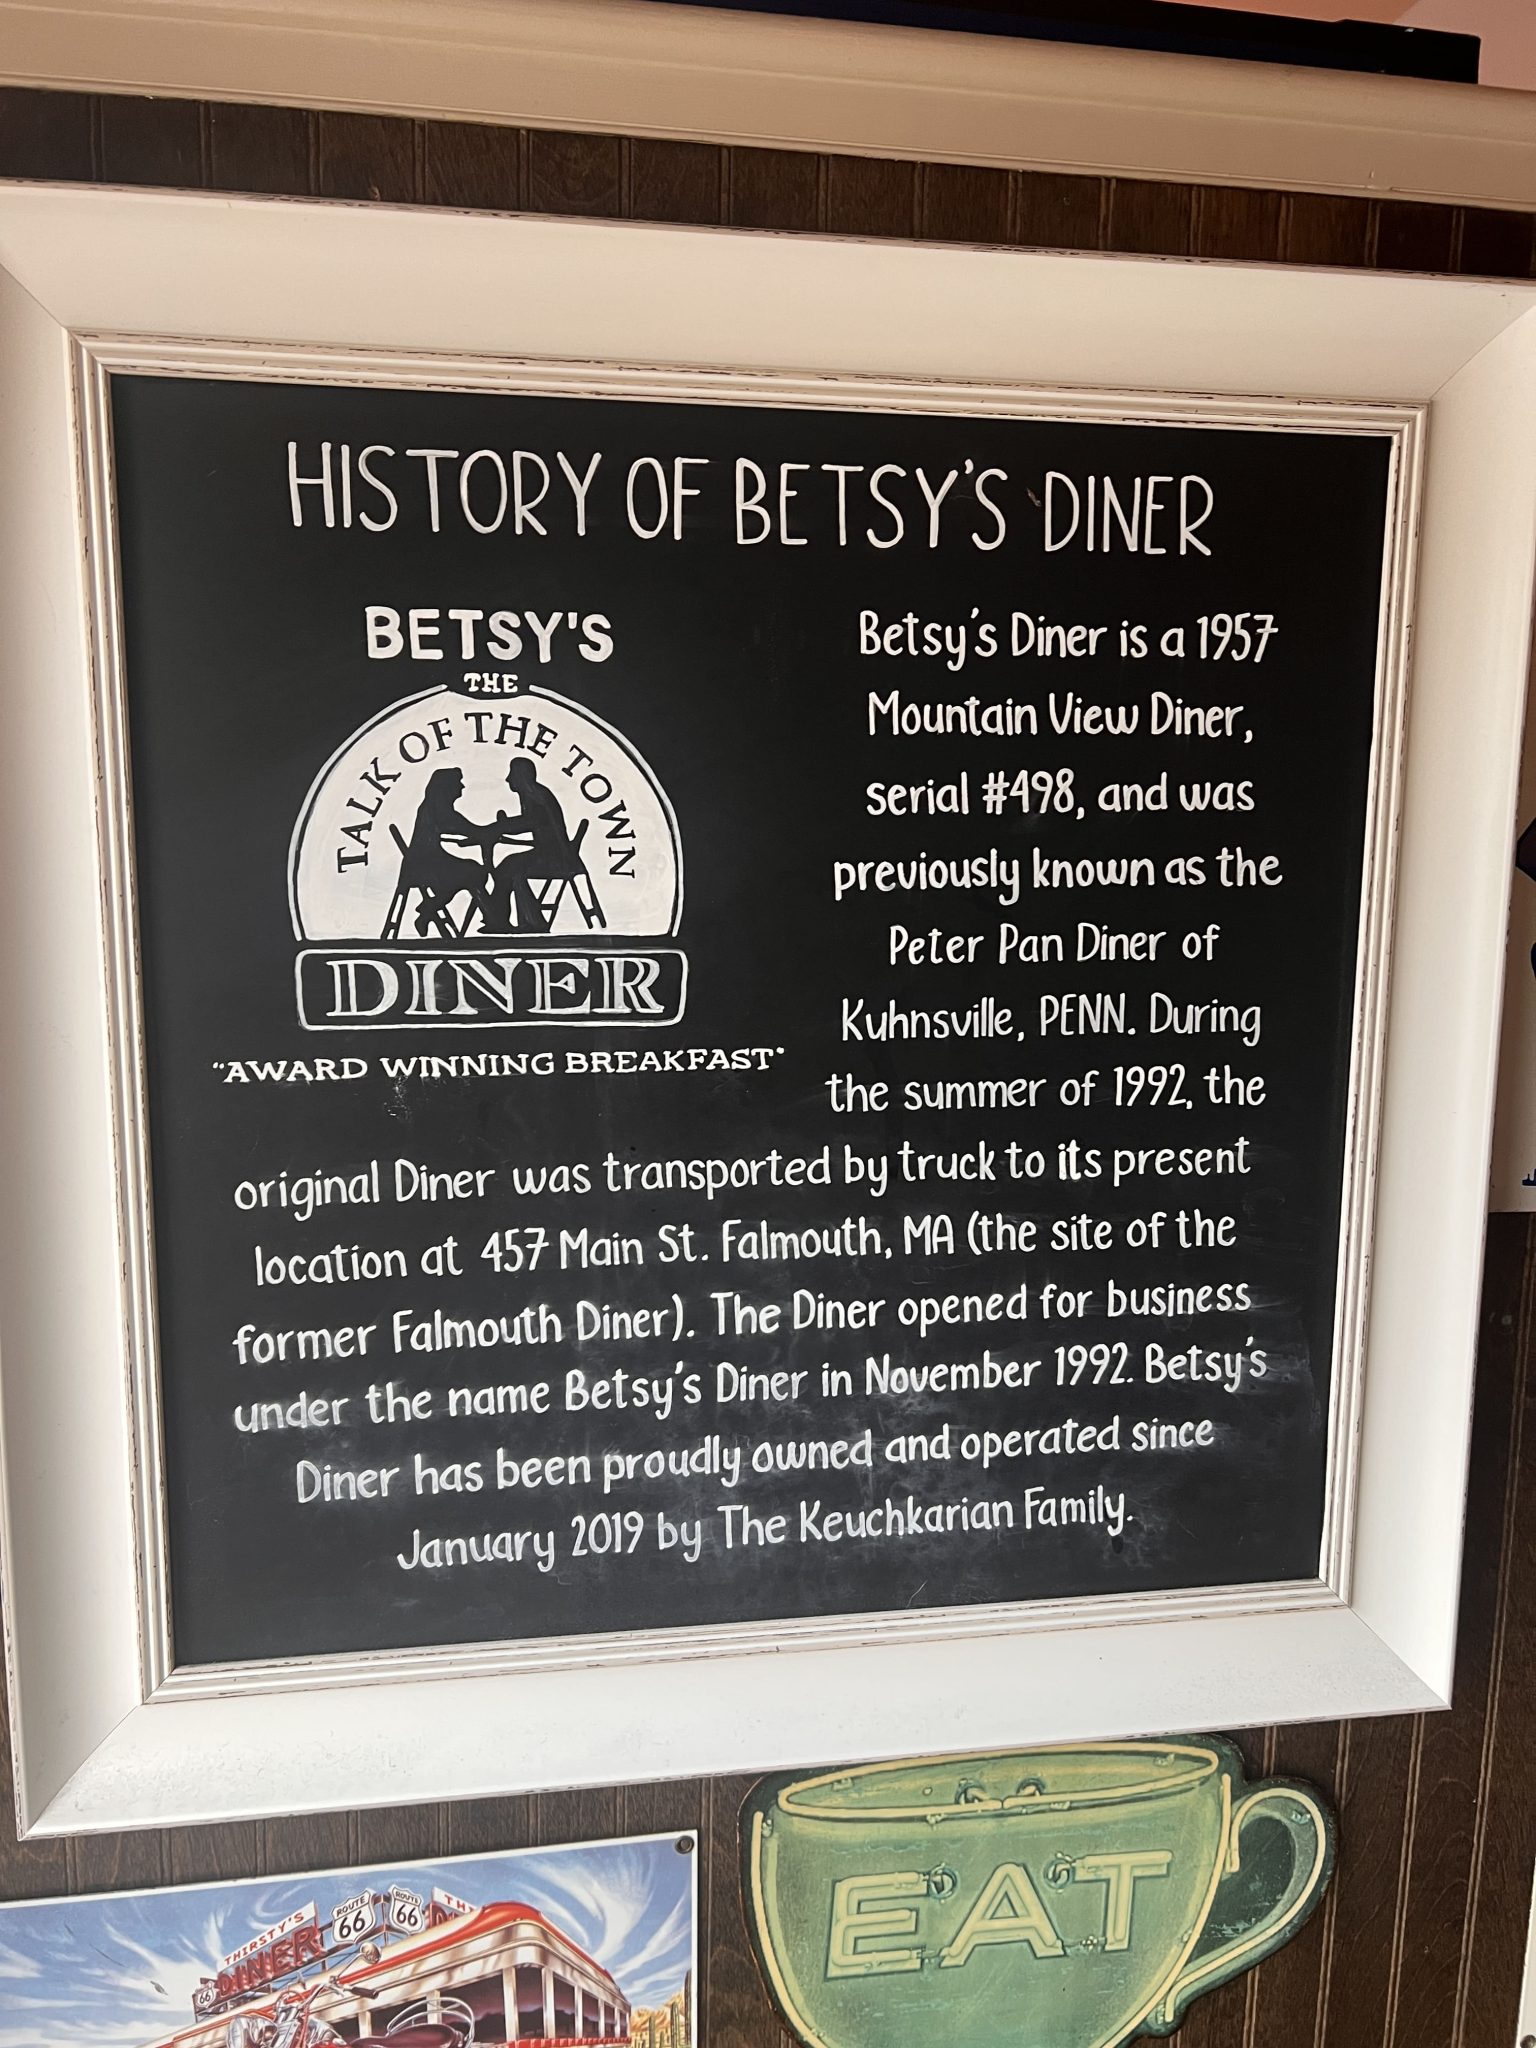 HISTORY OF BETSY'S DINER
BETSY'S
THE
TALK OF THE TOWN
DINER
"AWARD WINNING BREAKFAST"
Betsy's Diner is a 1957
Mountain View Diner,
serial #498, and was
previously known as the
Peter Pan Diner of
Kuhnsville, PENN. During
the summer of 1992, the
original Diner was transported by truck to its present
location at 457 Main St. Falmouth, MA (the site of the
former Falmouth Diner). The Diner opened for business
under the name Betsy's Diner in November 1992. Betsy's
Diner has been proudly owned and operated since
January 2019 by The Keuchkarian Family.
EAT
THIRSTY'S
DINER
ROUTE
66
ROUTE
66
TH
66